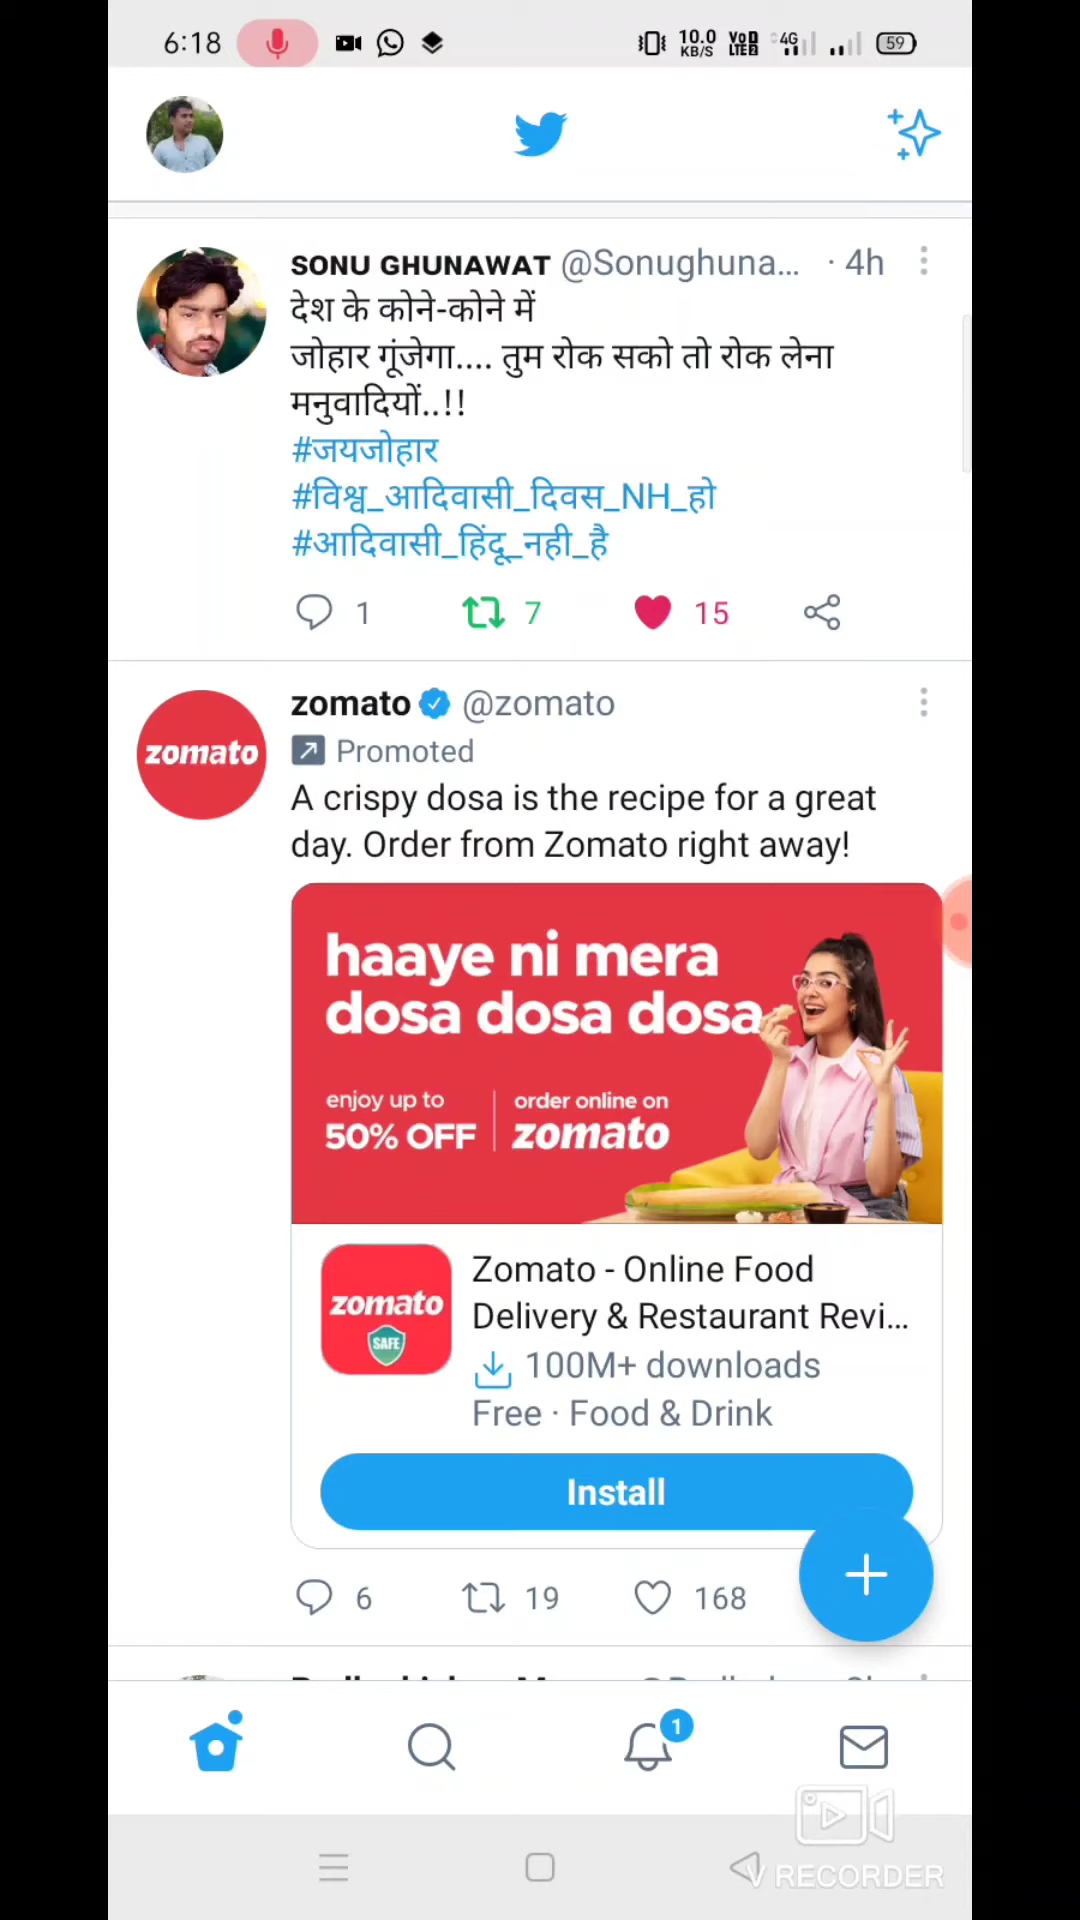 6:18
10.0
KB/S
VoD
LTE2
4G
59
SONU GHUNAWAT @Sonughuna... · 4h
देश के कोने-कोने में
जोहार गूंजेगा.... तुम रोक सको तो रोक लेना
मनुवादियों..!!
#जयजोहार
#विश्व_आदिवासी_दिवस_NH_हो
#आदिवासी_हिंदू_नही_है
1 7 15
zomato
zomato @zomato
Promoted
A crispy dosa is the recipe for a great
day. Order from Zomato right away!
haaye ni mera
dosa dosa dosa
enjoy up to
50% OFF
order online on
zomato
zomato
SAFE
Zomato - Online Food
Delivery & Restaurant Revi...
100M+ downloads
Free · Food & Drink
Install
6 19 168
1
V RECORDER